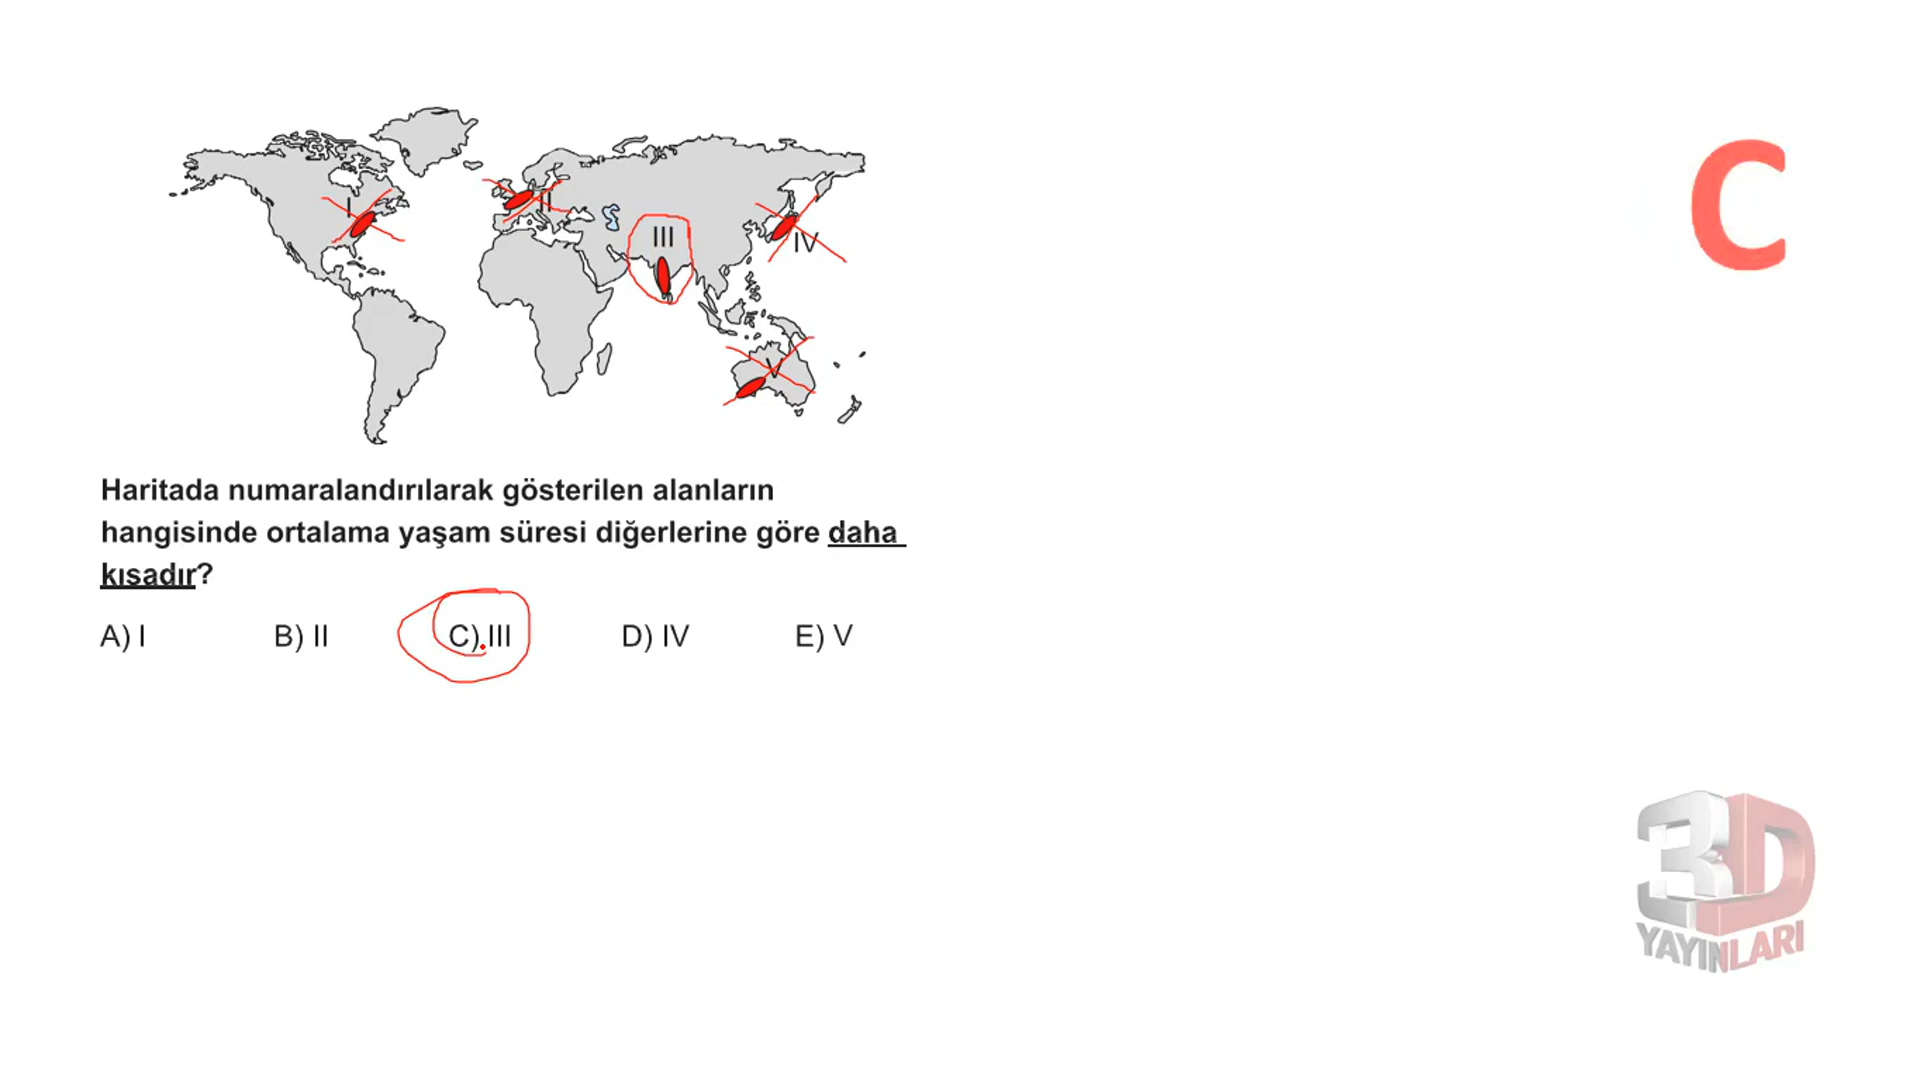 I
II
III
IV
V
C
Haritada numaralandırılarak gösterilen alanların
hangisinde ortalama yaşam süresi diğerlerine göre daha
kısadır?
A) I B) II C) III D) IV E) V
3D
YAYINLARI